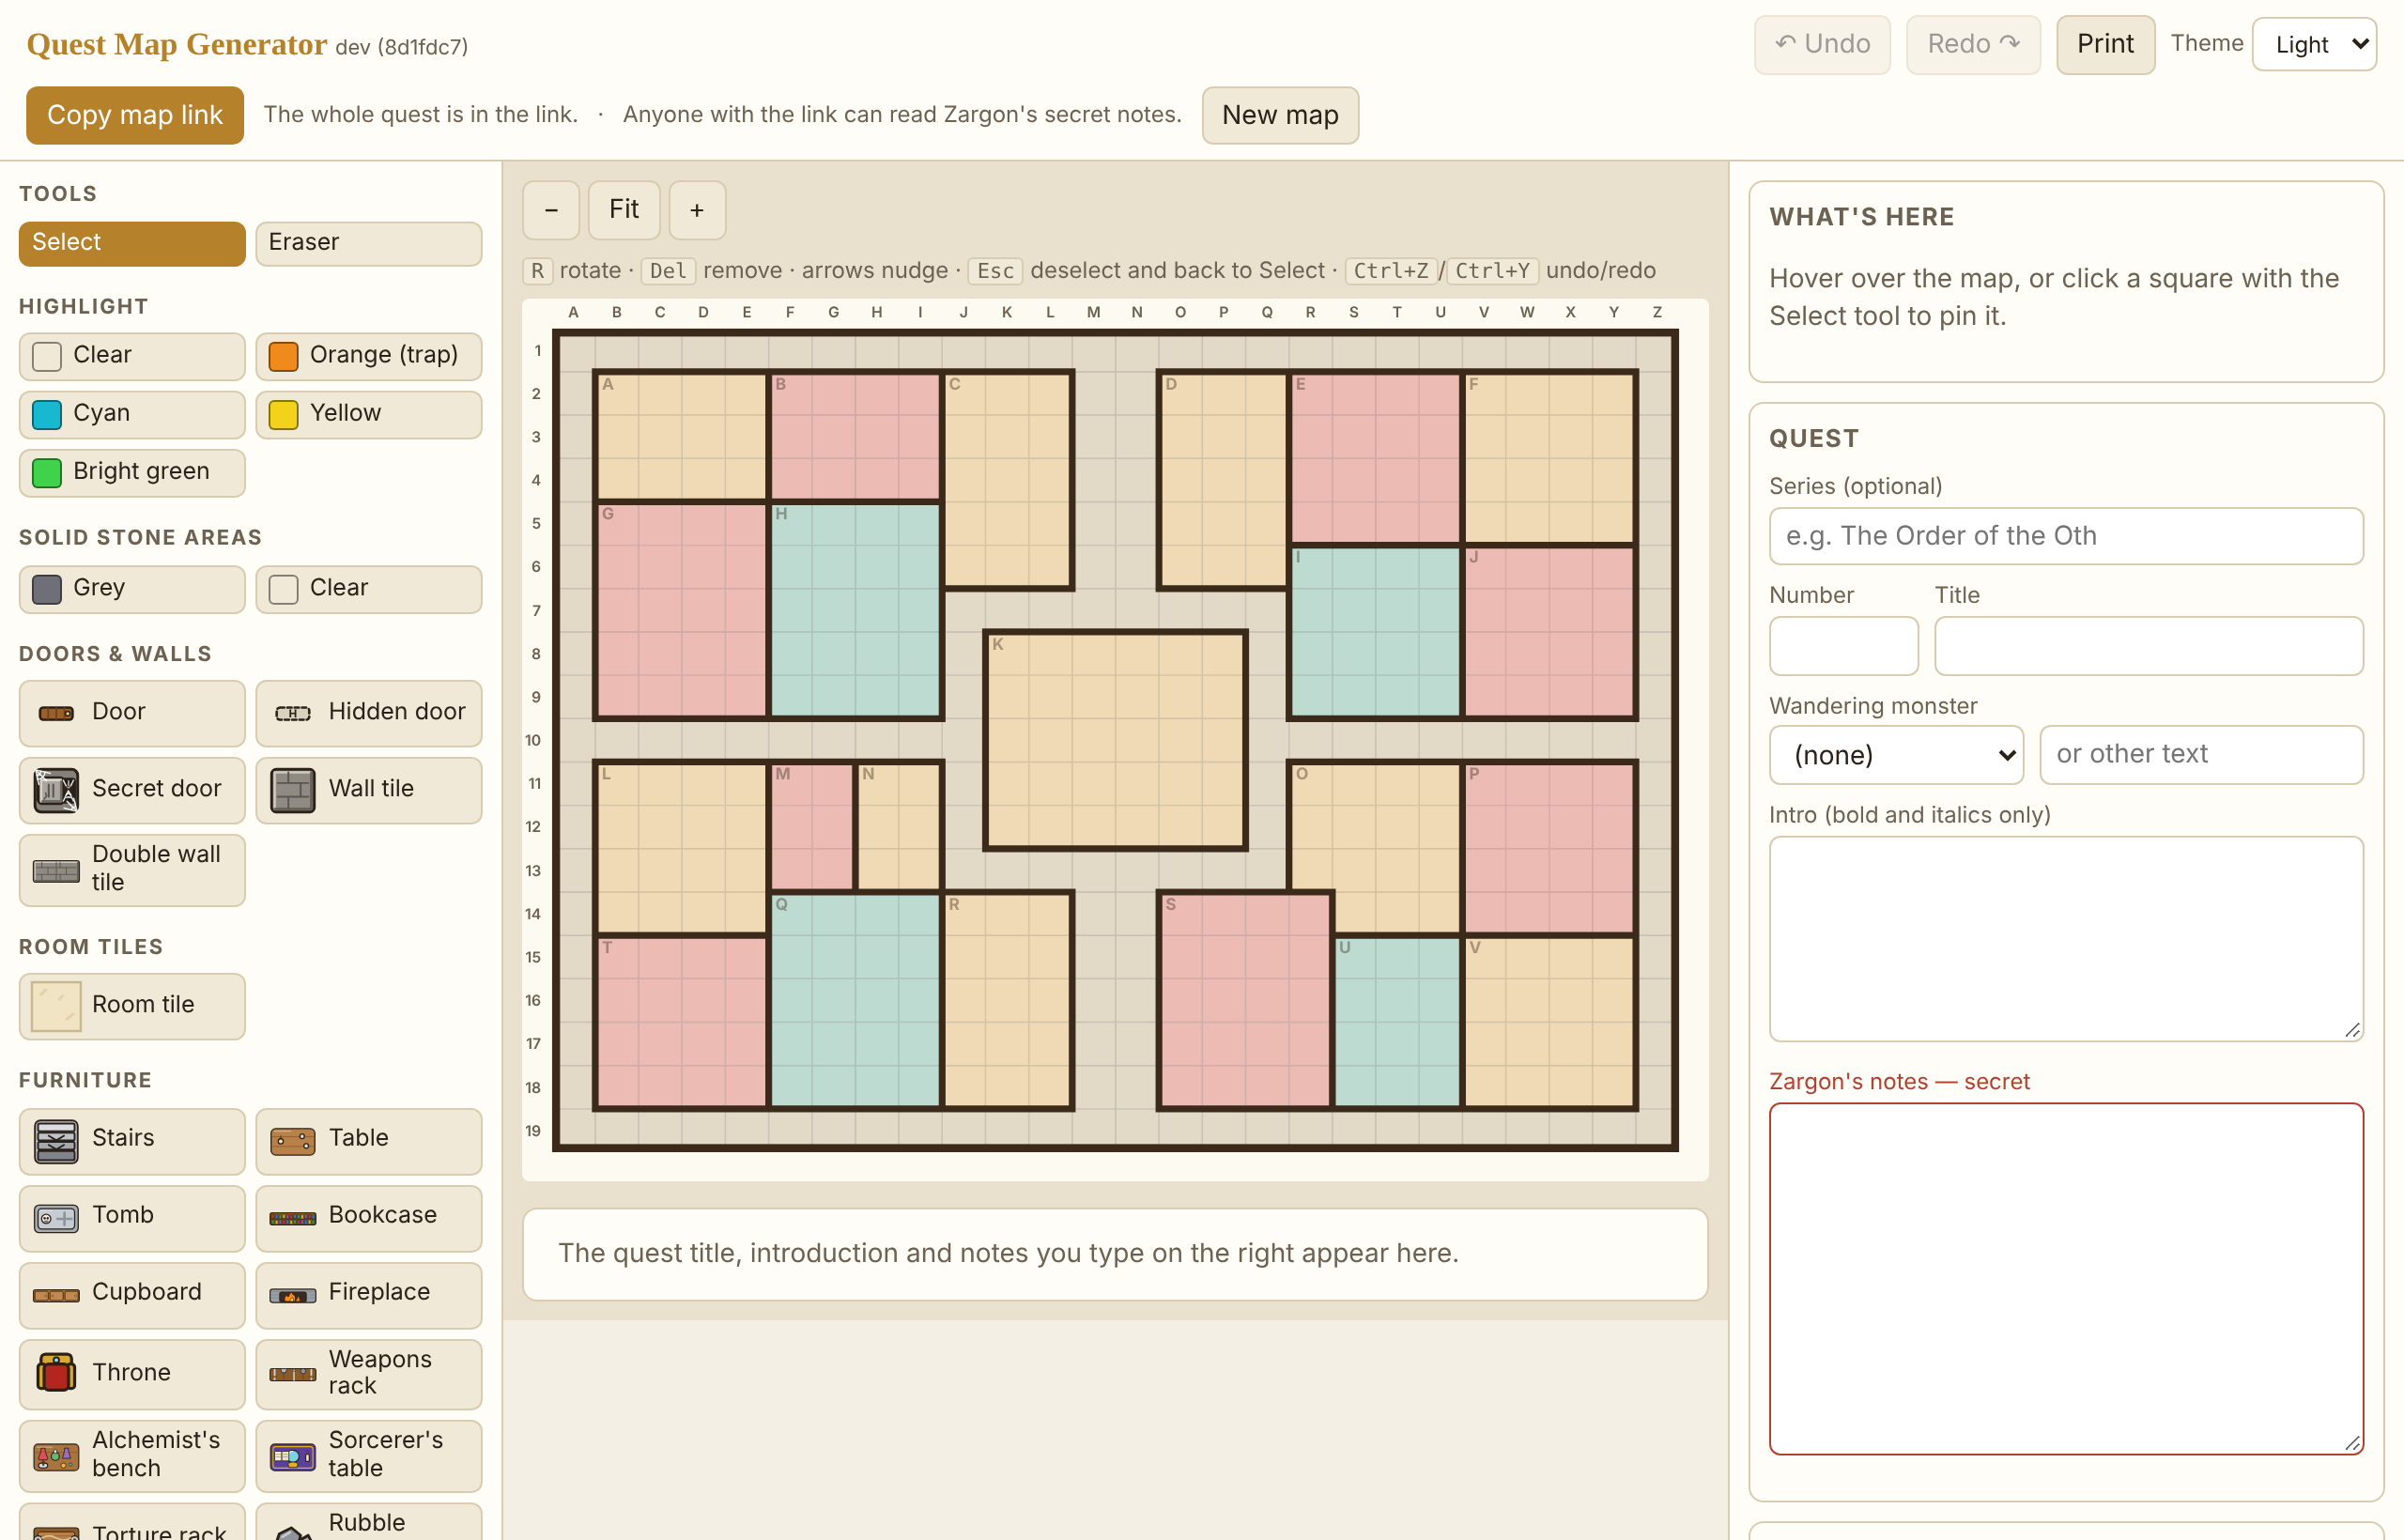 Quest Map Generator dev (8d1fdc7)
↶ Undo
Redo ↷
Print
Theme
Light
Copy map link
The whole quest is in the link. · Anyone with the link can read Zargon's secret notes.
New map
TOOLS
Select
Eraser
HIGHLIGHT
Clear
Orange (trap)
Cyan
Yellow
Bright green
SOLID STONE AREAS
Grey
Clear
DOORS & WALLS
Door
Hidden door
Secret door
Wall tile
Double wall
tile
ROOM TILES
Room tile
FURNITURE
Stairs
Table
Tomb
Bookcase
Cupboard
Fireplace
Throne
Weapons
rack
Alchemist's
bench
Sorcerer's
table
Torture rack
Rubble
−
Fit
+
R rotate · Del remove · arrows nudge · Esc deselect and back to Select · Ctrl+Z/Ctrl+Y undo/redo
A B C D E F G H I J K L M N O P Q R S T U V W X Y Z
1
2
3
4
5
6
7
8
9
10
11
12
13
14
15
16
17
18
19
A B C D E F
G H
I J
K
L M N O P
Q R S
T U V
The quest title, introduction and notes you type on the right appear here.
WHAT'S HERE
Hover over the map, or click a square with the
Select tool to pin it.
QUEST
Series (optional)
e.g. The Order of the Oth
Number
Title
Wandering monster
(none)
or other text
Intro (bold and italics only)
Zargon's notes — secret